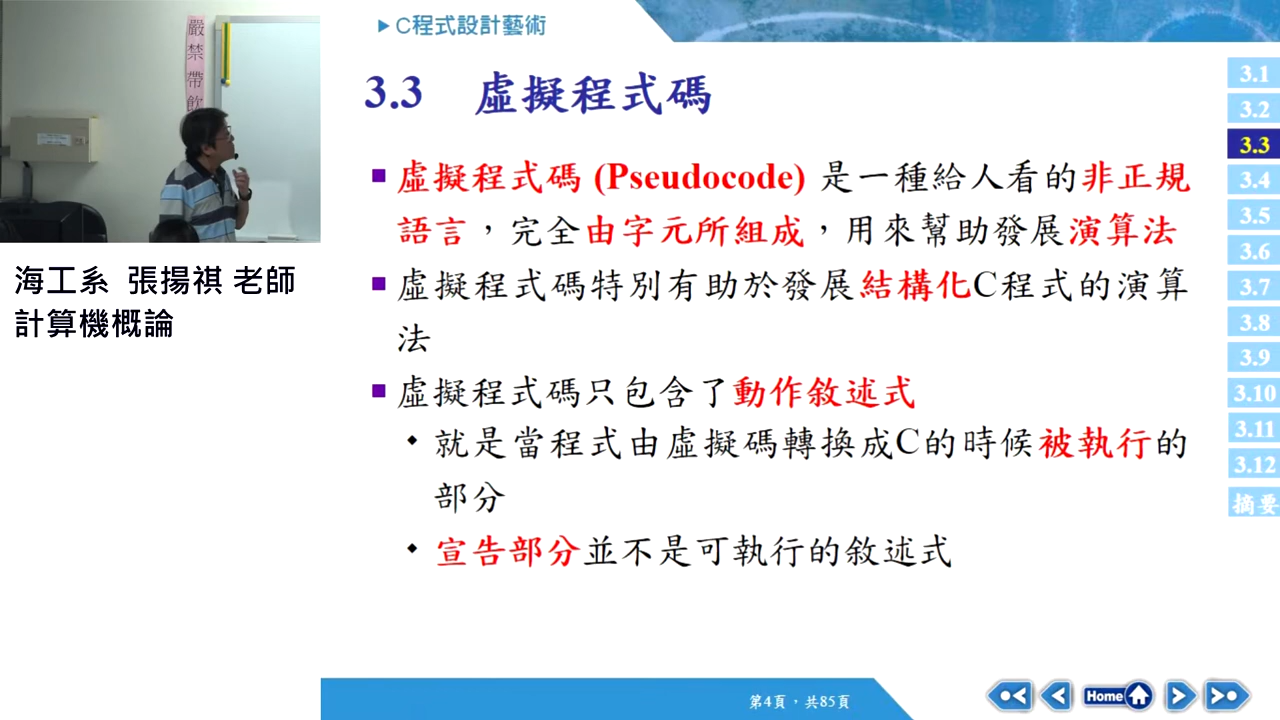 嚴禁帶飲
海工系 張揚祺 老師
計算機概論
C程式設計藝術
3.3 虛擬程式碼
虛擬程式碼 (Pseudocode) 是一種給人看的非正規
語言，完全由字元所組成，用來幫助發展演算法
虛擬程式碼特別有助於發展結構化C程式的演算
法
虛擬程式碼只包含了動作敘述式
就是當程式由虛擬碼轉換成C的時候被執行的
部分
宣告部分並不是可執行的敘述式
3.1
3.2
3.3
3.4
3.5
3.6
3.7
3.8
3.9
3.10
3.11
3.12
摘要
第4頁，共85頁
Home